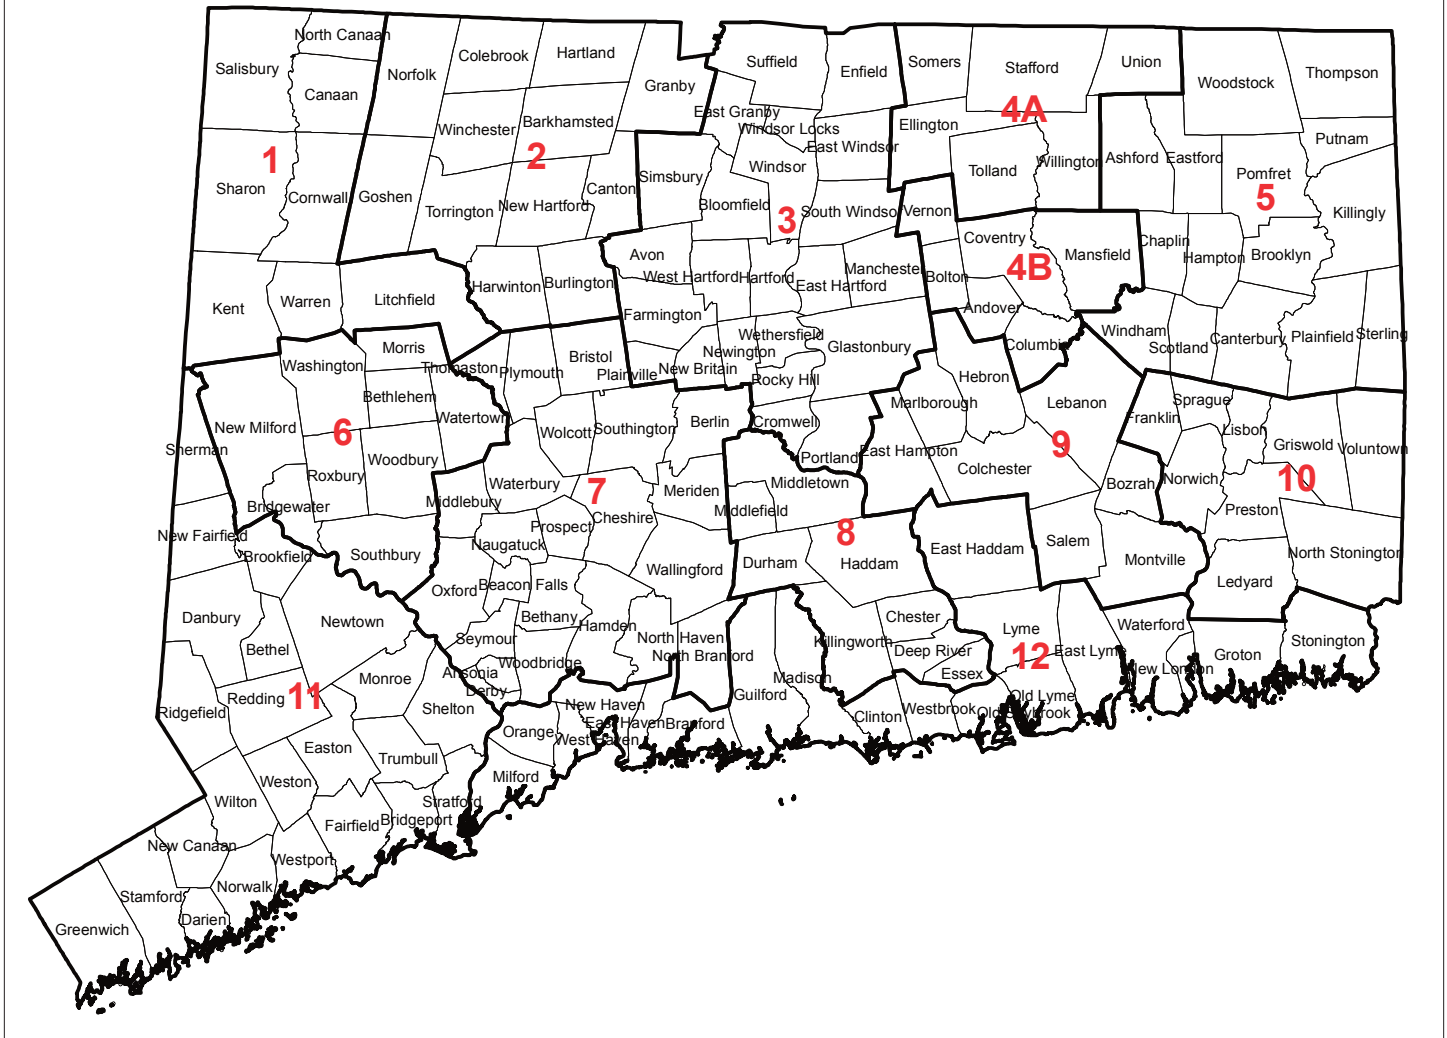 North Canaan
Salisbury
Canaan
Norfolk
Colebrook
Hartland
Granby
Suffield
Enfield
Somers
Stafford
Union
Woodstock
Thompson
East Granby
Windsor Locks
4A
Winchester
Barkhamsted
East Windsor
Ellington
Putnam
1
2
Windsor
Simsbury
Tolland
Willington
Ashford
Eastford
Pomfret
5
Sharon
Cornwall
Goshen
Torrington
New Hartford
Canton
Bloomfield
3
South Windsor
Vernon
Killingly
Coventry
4B
Mansfield
Chaplin
Hampton
Brooklyn
Avon
West Hartford
Hartford
East Hartford
Manchester
Bolton
Kent
Warren
Litchfield
Harwinton
Burlington
Farmington
Andover
Columbia
Windham
Scotland
Canterbury
Plainfield
Sterling
Washington
Morris
Thomaston
Plymouth
Bristol
Plainville
New Britain
Newington
Wethersfield
Rocky Hill
Glastonbury
Hebron
Marlborough
Lebanon
Franklin
Sprague
Lisbon
Griswold
Voluntown
Bethlehem
Watertown
New Milford
6
Sherman
Roxbury
Woodbury
Wolcott
Southington
Berlin
Cromwell
Portland
East Hampton
9
Colchester
Bozrah
Norwich
10
Preston
Bridgewater
Middlebury
Waterbury
7
Cheshire
Meriden
Middletown
Middlefield
8
Prospect
Naugatuck
New Fairfield
Brookfield
Southbury
Oxford
Beacon Falls
Wallingford
Durham
Haddam
East Haddam
Salem
Montville
Ledyard
North Stonington
Danbury
Bethel
Newtown
Seymour
Bethany
Hamden
North Haven
North Branford
Woodbridge
Killingworth
Chester
Deep River
Essex
Lyme
12
East Lyme
Waterford
New London
Groton
Stonington
Redding
11
Ridgefield
Monroe
Ansonia
Derby
Shelton
Guilford
Madisson
Clinton
Westbrook
Old Lyme
Old Saybrook
Orange
New Haven
East Haven
West Haven
Branford
Milford
Easton
Trumbull
Weston
Wilton
Stratford
Bridgeport
Fairfield
New Canaan
Westport
Norwalk
Stamford
Darien
Greenwich